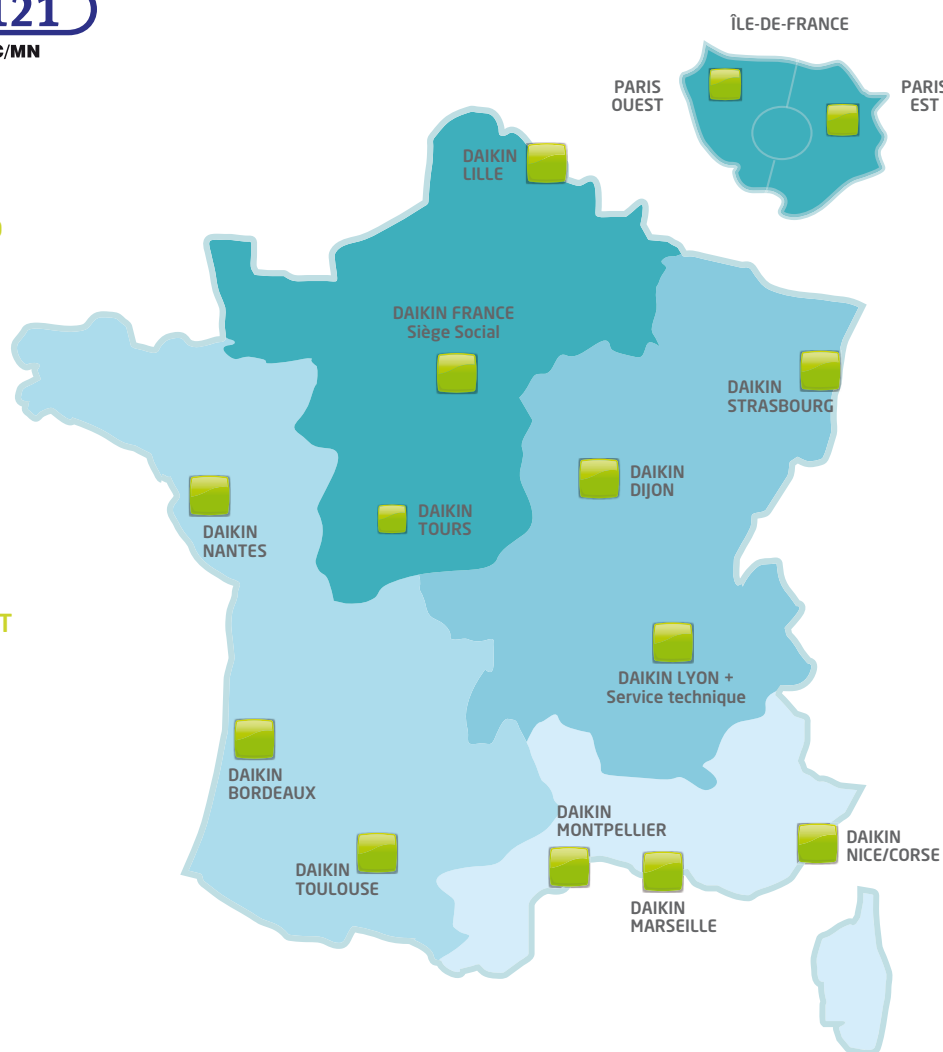 121
C/MN
ÎLE-DE-FRANCE
PARIS
OUEST
PARIS
EST
DAIKIN
LILLE
DAIKIN FRANCE
Siège Social
DAIKIN
STRASBOURG
DAIKIN
DIJON
DAIKIN
TOURS
DAIKIN
NANTES
T
DAIKIN LYON +
Service technique
DAIKIN
BORDEAUX
DAIKIN
MONTPELLIER
DAIKIN
NICE/CORSE
DAIKIN
TOULOUSE
DAIKIN
MARSEILLE